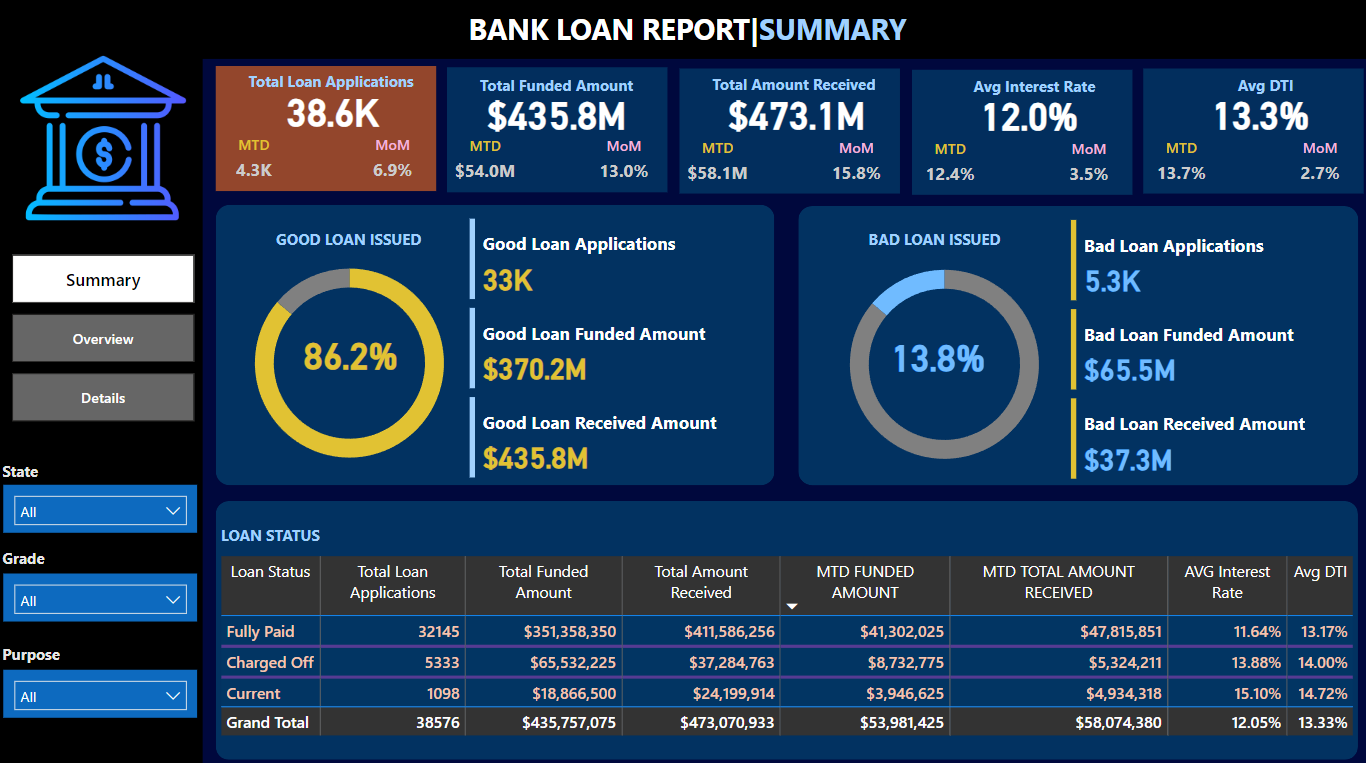 BANK LOAN REPORT|SUMMARY
Total Loan Applications
38.6K
MTD MoM
4.3K 6.9%
Total Funded Amount
$435.8M
MTD MoM
$54.0M 13.0%
Total Amount Received
$473.1M
MTD MoM
$58.1M 15.8%
Avg Interest Rate
12.0%
MTD MoM
12.4% 3.5%
Avg DTI
13.3%
MTD MoM
13.7% 2.7%
Summary
Overview
Details
State
All
Grade
All
Purpose
All
GOOD LOAN ISSUED
86.2%
Good Loan Applications
33K
Good Loan Funded Amount
$370.2M
Good Loan Received Amount
$435.8M
BAD LOAN ISSUED
13.8%
Bad Loan Applications
5.3K
Bad Loan Funded Amount
$65.5M
Bad Loan Received Amount
$37.3M
LOAN STATUS
Loan Status Total Loan Applications Total Funded Amount Total Amount Received MTD FUNDED AMOUNT MTD TOTAL AMOUNT RECEIVED AVG Interest Rate Avg DTI
Fully Paid 32145 $351,358,350 $411,586,256 $41,302,025 $47,815,851 11.64% 13.17%
Charged Off 5333 $65,532,225 $37,284,763 $8,732,775 $5,324,211 13.88% 14.00%
Current 1098 $18,866,500 $24,199,914 $3,946,625 $4,934,318 15.10% 14.72%
Grand Total 38576 $435,757,075 $473,070,933 $53,981,425 $58,074,380 12.05% 13.33%